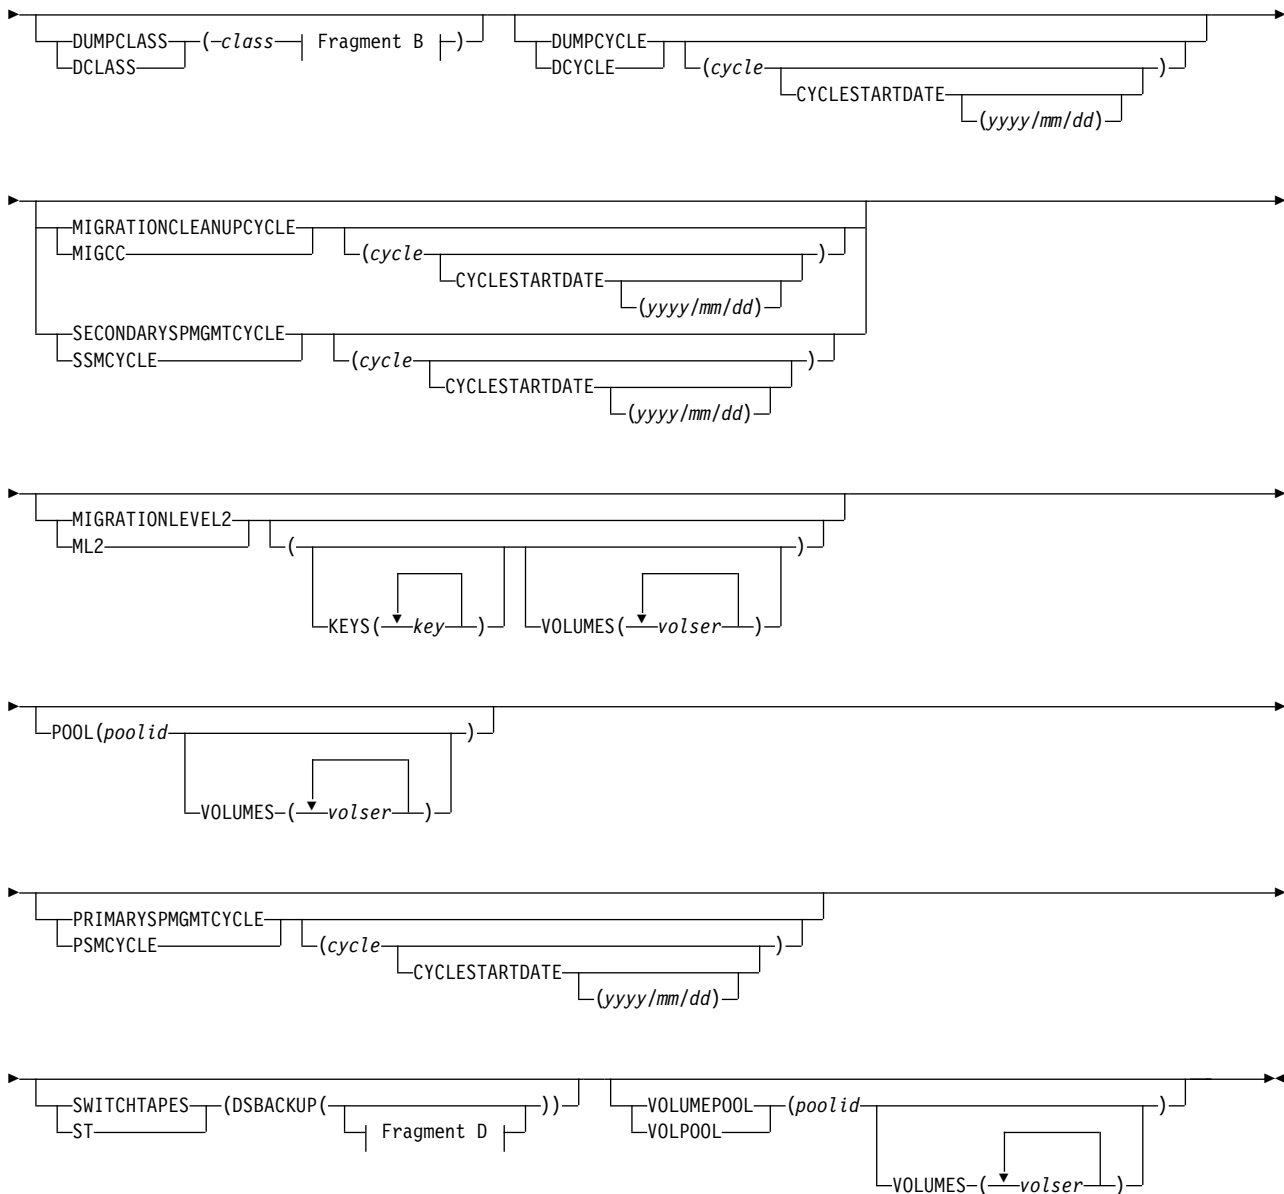 DUMPCLASS (class Fragment B ) DUMPCYCLE
DCLASS DCYCLE (cycle )
CYCLESTARTDATE
(yyyy/mm/dd)
MIGRATIONCLEANUPCYCLE
MIGCC (cycle )
CYCLESTARTDATE
(yyyy/mm/dd)
SECONDARYSPMGMTCYCLE
SSMCYCLE (cycle )
CYCLESTARTDATE
(yyyy/mm/dd)
MIGRATIONLEVEL2
ML2 ( )
KEYS( key ) VOLUMES( volser )
POOL(poolid )
VOLUMES ( volser )
PRIMARYSPMGMTCYCLE
PSMCYCLE (cycle )
CYCLESTARTDATE
(yyyy/mm/dd)
SWITCHTAPES (DSBACKUP( )) VOLUMEPOOL (poolid )
ST Fragment D VOLPOOL
VOLUMES ( volser )